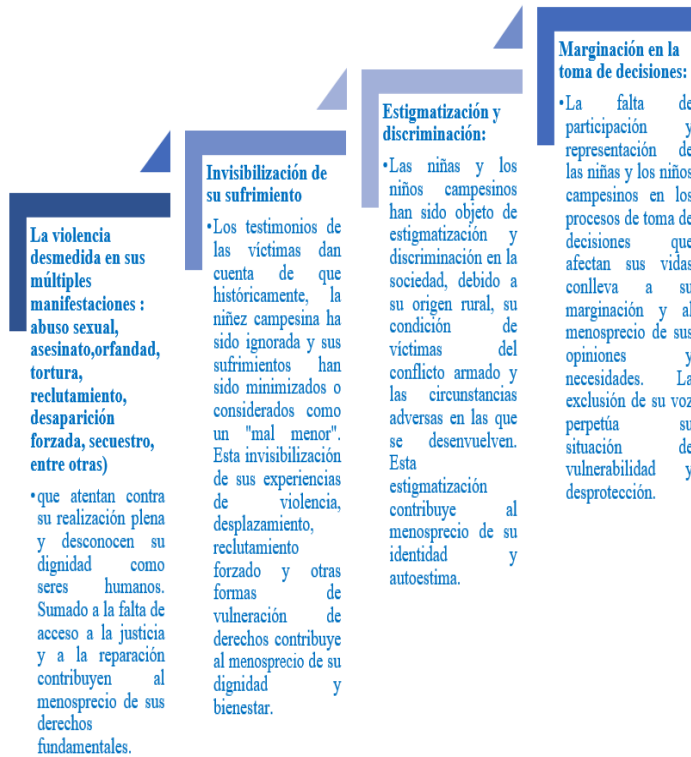 La violencia
desmedida en sus
múltiples
manifestaciones :
abuso sexual,
asesinato,orfandad,
tortura,
reclutamiento,
desaparición
forzada, secuestro,
entre otras)
•que atentan contra
su realización plena
y desconocen su
dignidad como
seres humanos.
Sumado a la falta de
acceso a la justicia
y a la reparación
contribuyen al
menosprecio de sus
derechos
fundamentales.
Invisibilización de
su sufrimiento
•Los testimonios de
las víctimas dan
cuenta de que
históricamente, la
niñez campesina ha
sido ignorada y sus
sufrimientos han
sido minimizados o
considerados como
un "mal menor".
Esta invisibilización
de sus experiencias
de violencia,
desplazamiento,
reclutamiento
forzado y otras
formas de
vulneración de
derechos contribuye
al menosprecio de su
dignidad y
bienestar.
Estigmatización y
discriminación:
•Las niñas y los
niños campesinos
han sido objeto de
estigmatización y
discriminación en la
sociedad, debido a
su origen rural, su
condición de
víctimas del
conflicto armado y
las circunstancias
adversas en las que
se desenvuelven.
Esta
estigmatización
contribuye al
menosprecio de su
identidad y
autoestima.
Marginación en la
toma de decisiones:
•La falta de
participación y
representación de
las niñas y los niños
campesinos en los
procesos de toma de
decisiones que
afectan sus vidas
conlleva a su
marginación y al
menosprecio de sus
opiniones y
necesidades. La
exclusión de su voz
perpetúa su
situación de
vulnerabilidad y
desprotección.